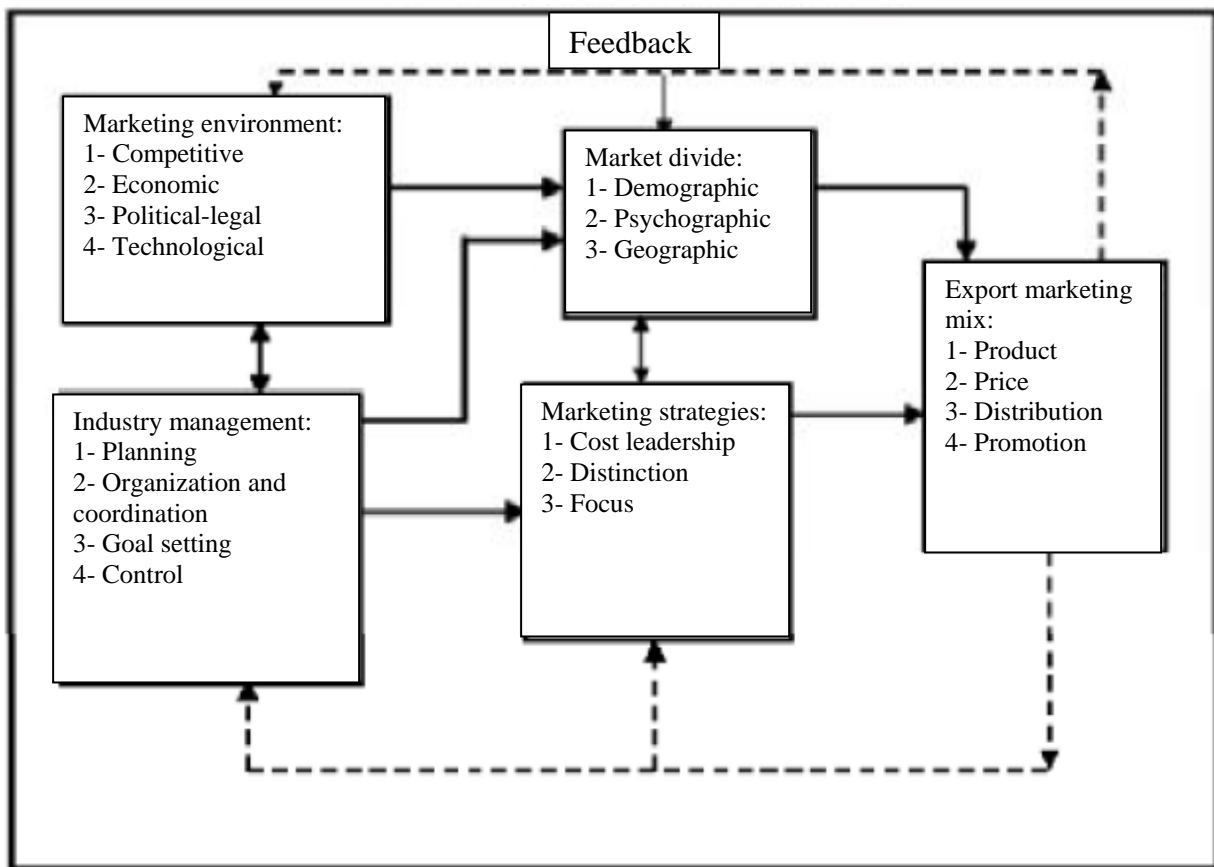 Feedback
Marketing environment:
1- Competitive
2- Economic
3- Political-legal
4- Technological
Market divide:
1- Demographic
2- Psychographic
3- Geographic
Export marketing
mix:
1- Product
2- Price
3- Distribution
4- Promotion
Industry management:
1- Planning
2- Organization and
coordination
3- Goal setting
4- Control
Marketing strategies:
1- Cost leadership
2- Distinction
3- Focus